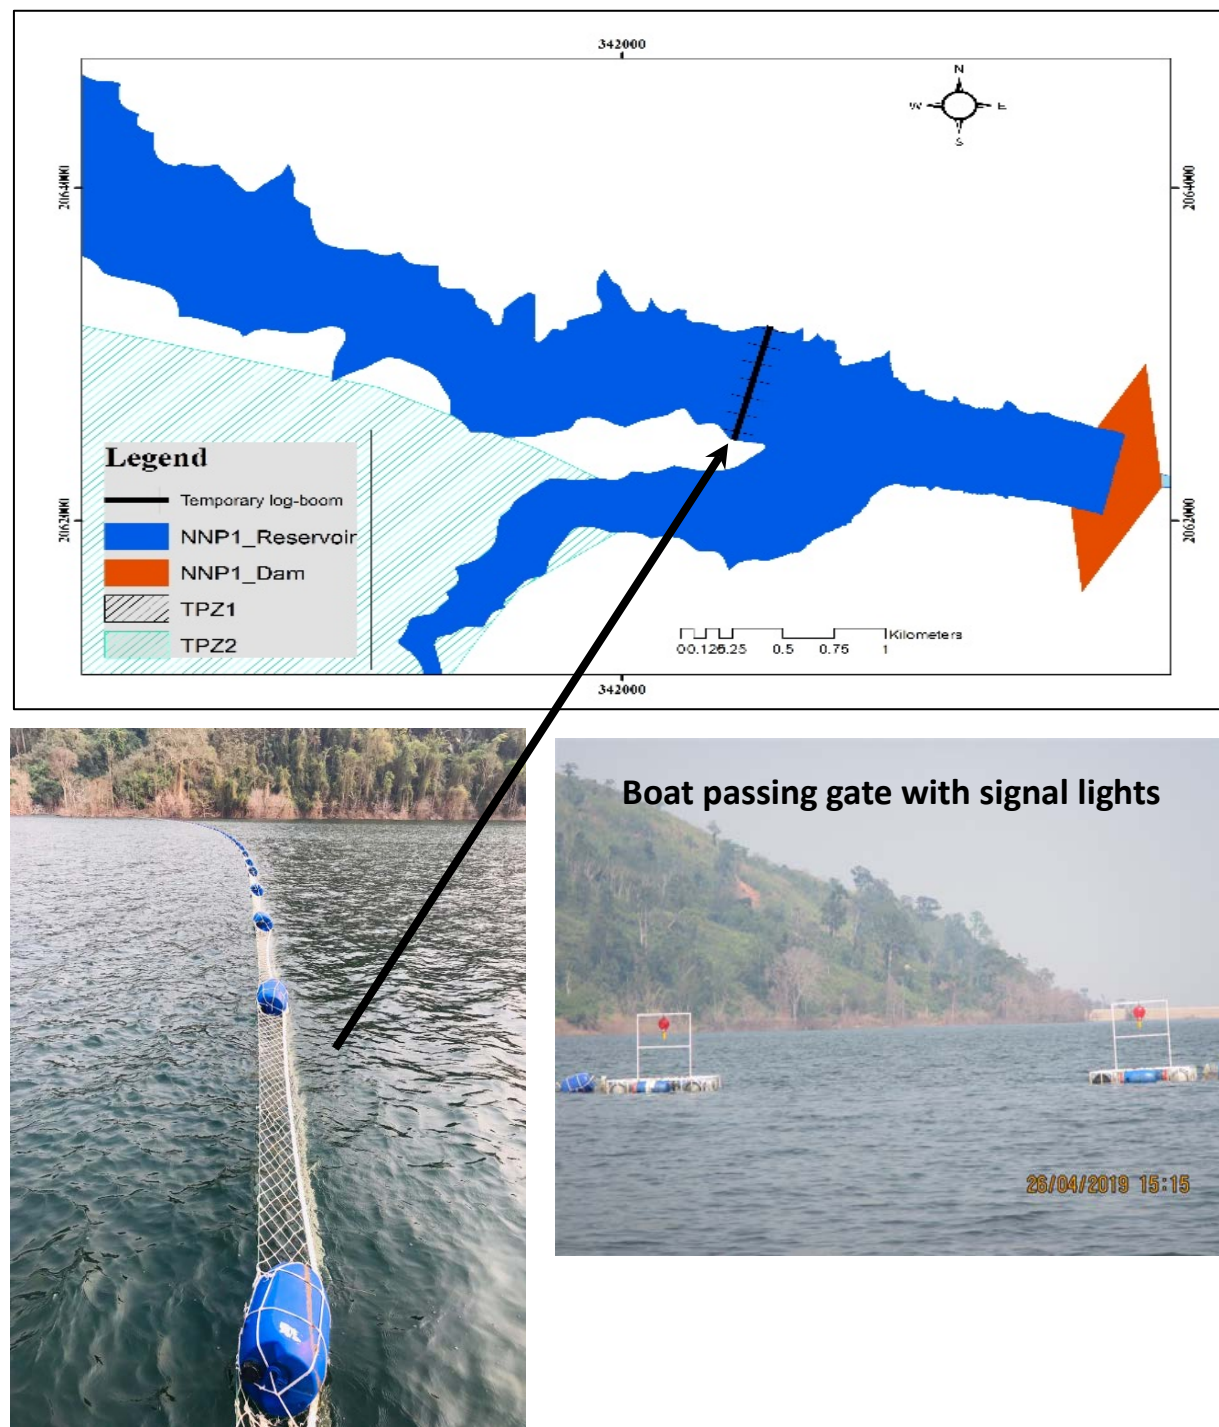 342000
N
W E
S
2064000
2064000
Legend
Temporary log-boom
NNP1_Reservoir
NNP1_Dam
TPZ1
TPZ2
2062000
2062000
Kilometers
0 0.125 0.25 0.5 0.75 1
342000
Boat passing gate with signal lights
26/04/2019 15:15